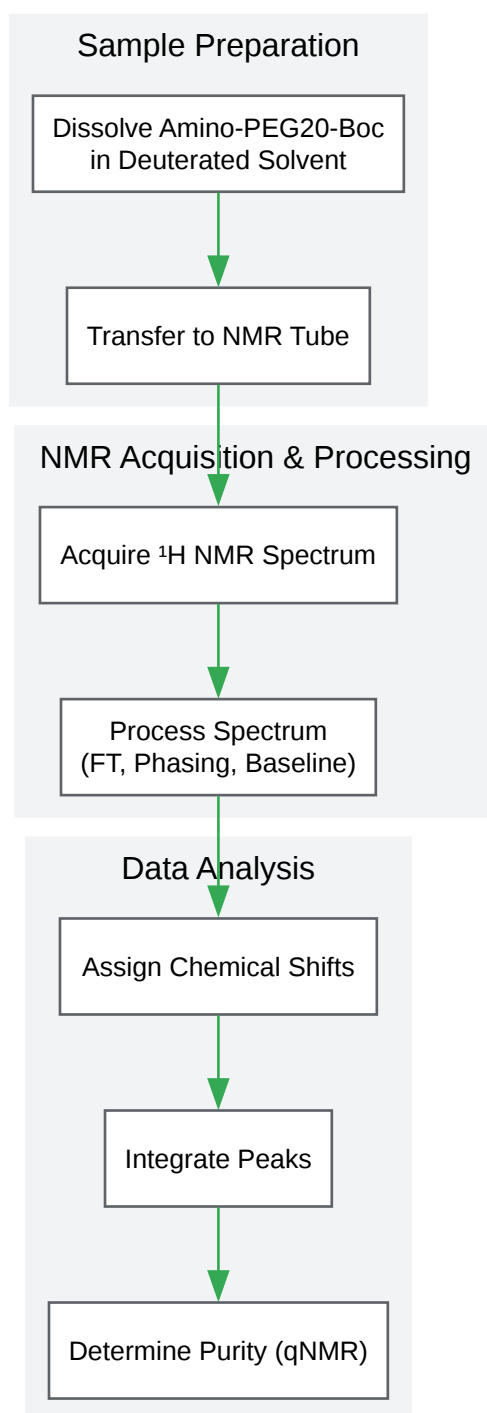 Sample Preparation
Dissolve Amino-PEG20-Boc
in Deuterated Solvent
Transfer to NMR Tube
NMR Acquisition & Processing
Acquire ¹H NMR Spectrum
Process Spectrum
(FT, Phasing, Baseline)
Data Analysis
Assign Chemical Shifts
Integrate Peaks
Determine Purity (qNMR)